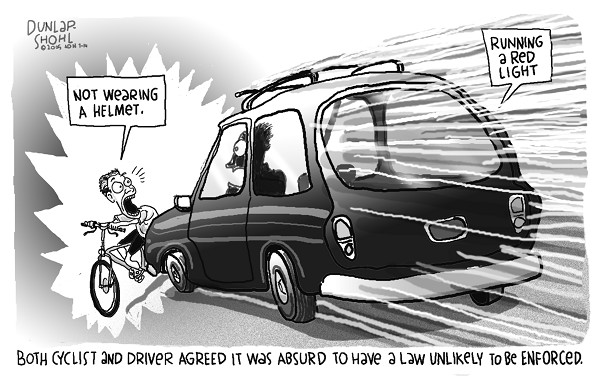 DUNLAP-
SHOHL
NOT WEARING
A HELMET.
RUNNING
A RED
LIGHT
BOTH CYCLIST AND DRIVER AGREED IT WAS ABSURD TO HAVE A LAW UNLIKELY TO BE ENFORCED.